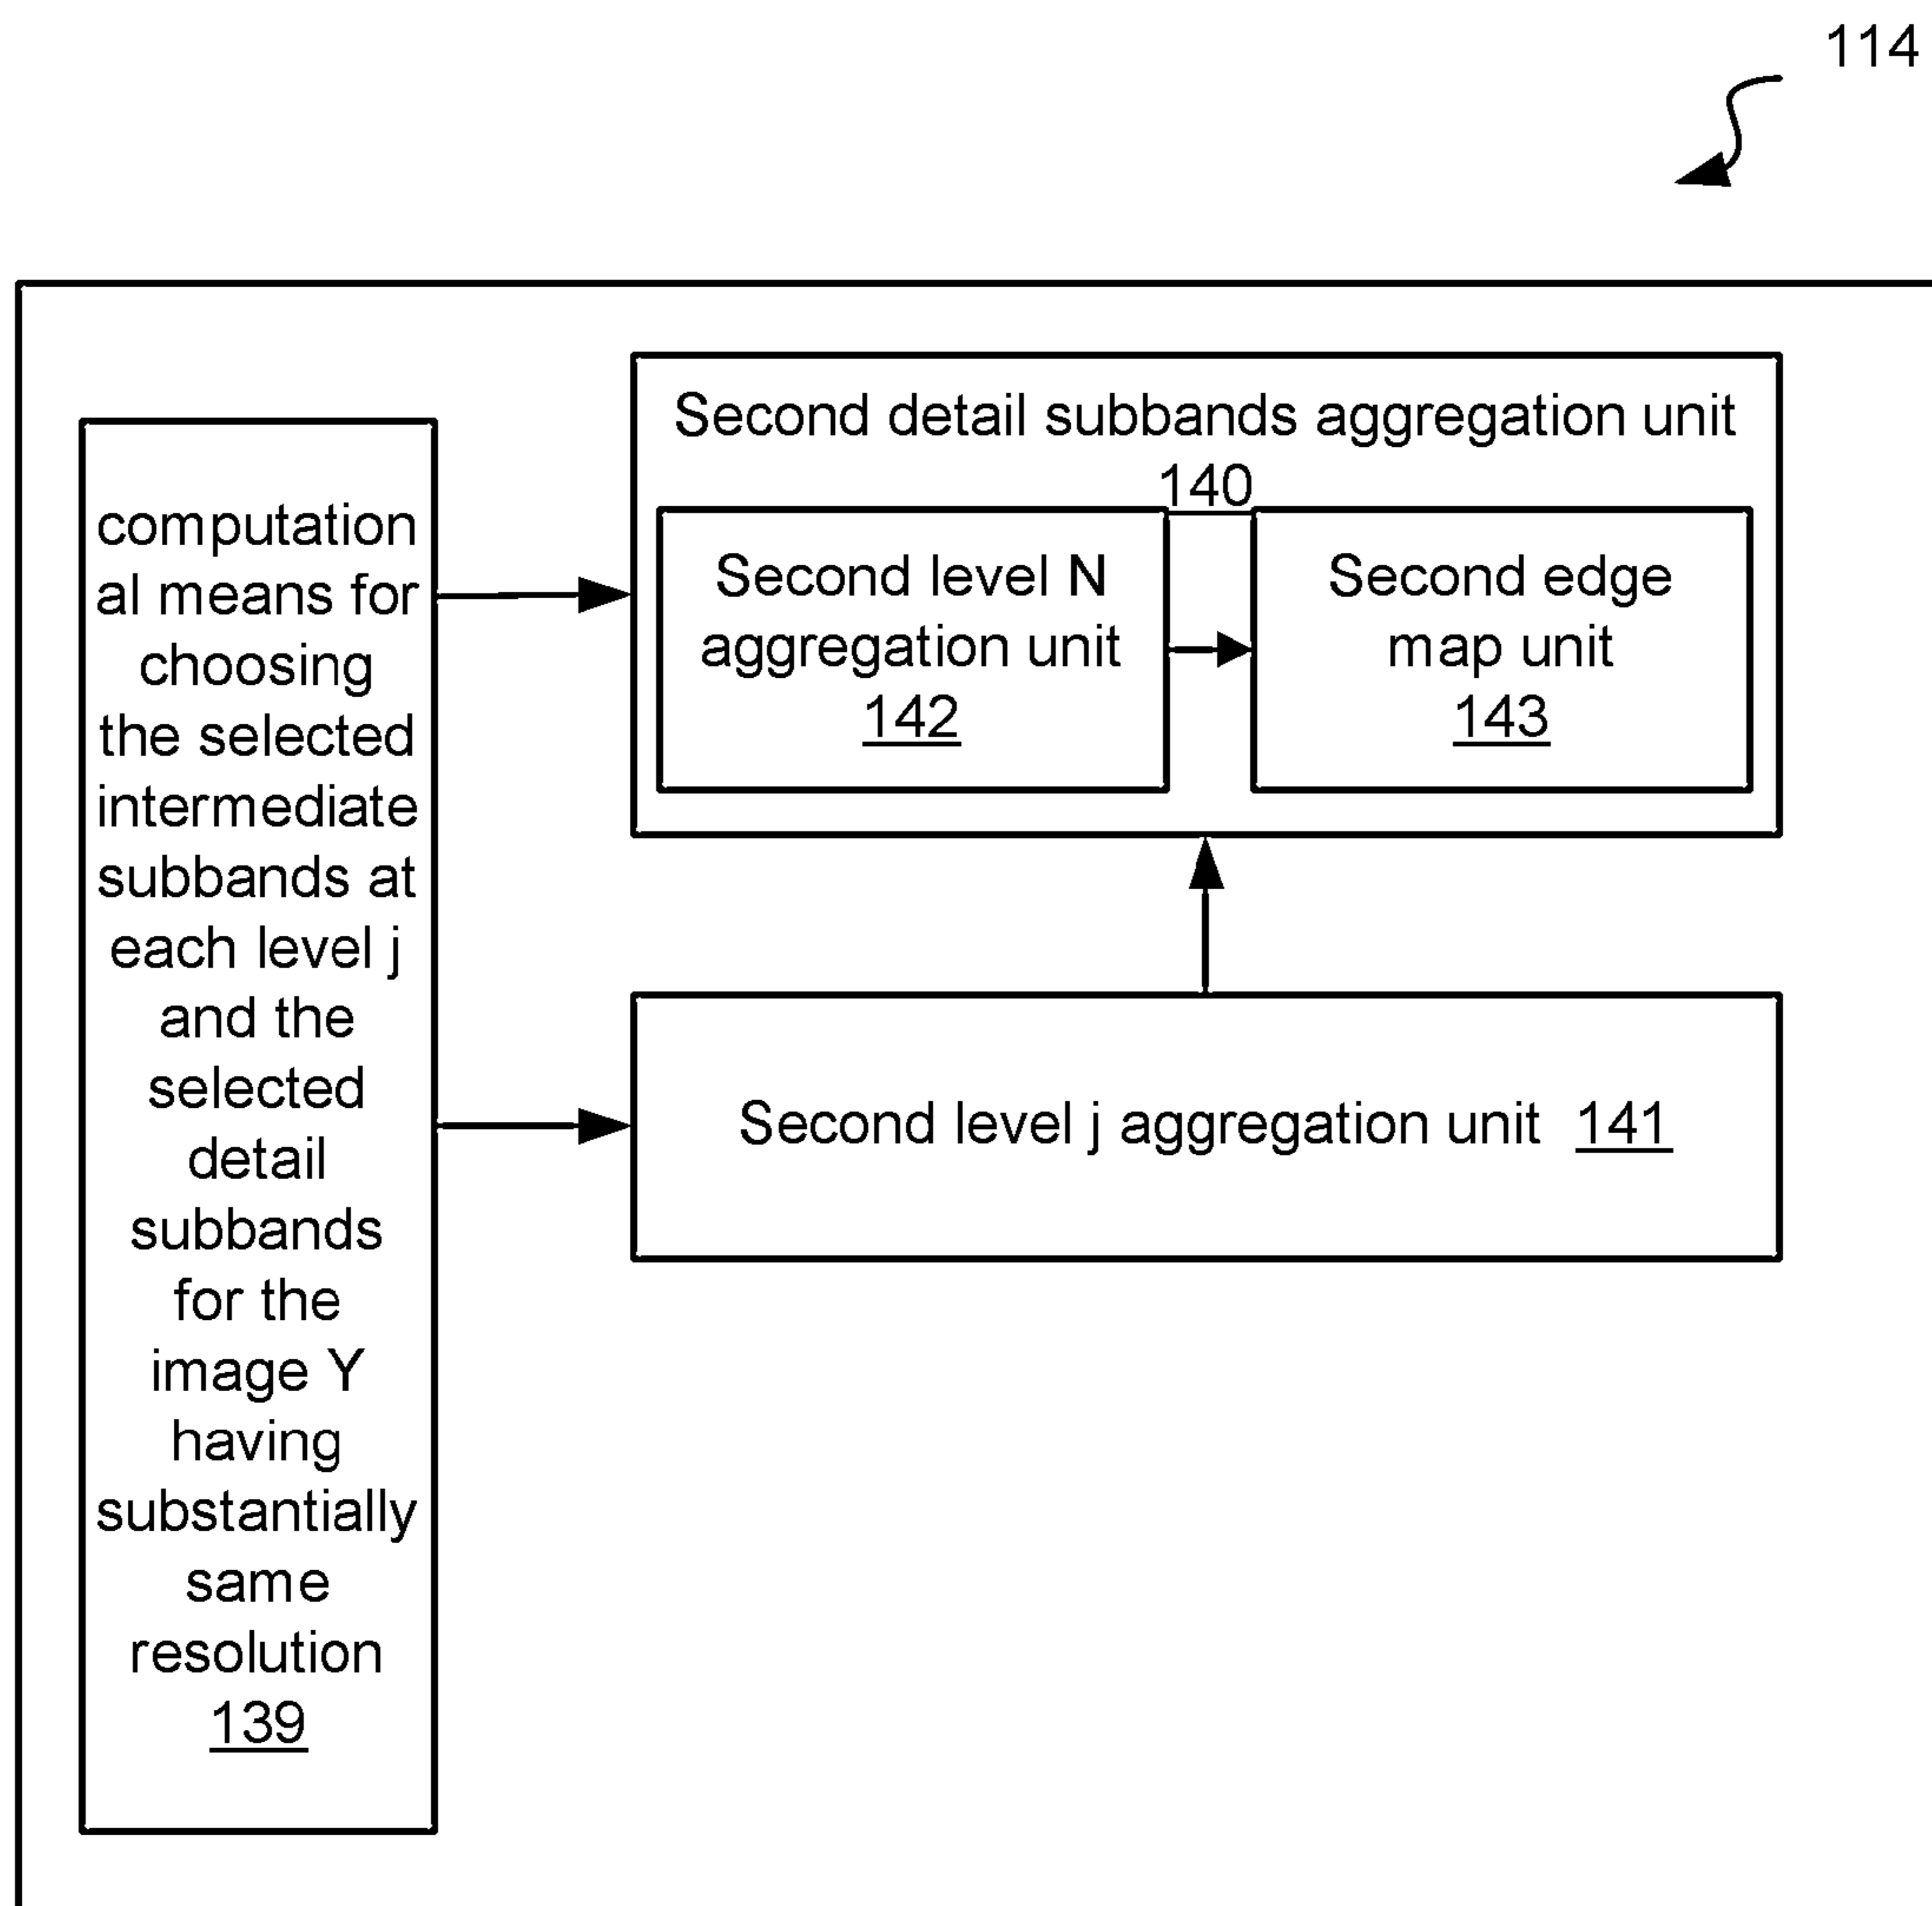 114
computation
al means for
choosing
the selected
intermediate
subbands at
each level j
and the
selected
detail
subbands
for the
image Y
having
substantially
same
resolution
139
Second detail subbands aggregation unit
140
Second level N
aggregation unit
142
Second edge
map unit
143
Second level j aggregation unit 141